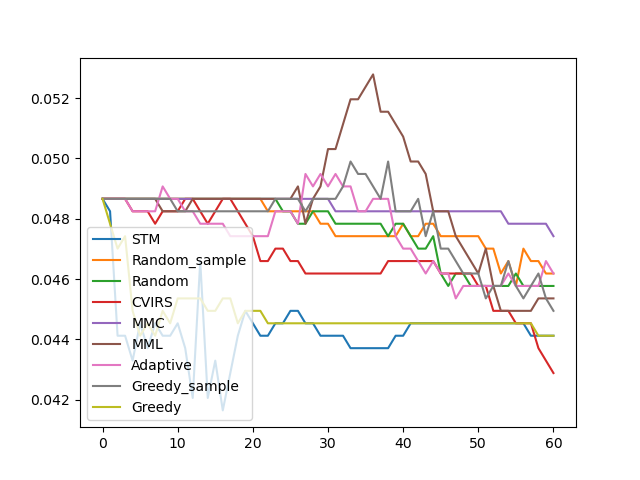 0.052
0.050
0.048
0.046
0.044
0.042
STM
Random_sample
Random
CVIRS
MMC
MML
Adaptive
Greedy_sample
Greedy
0 10 20 30 40 50 60